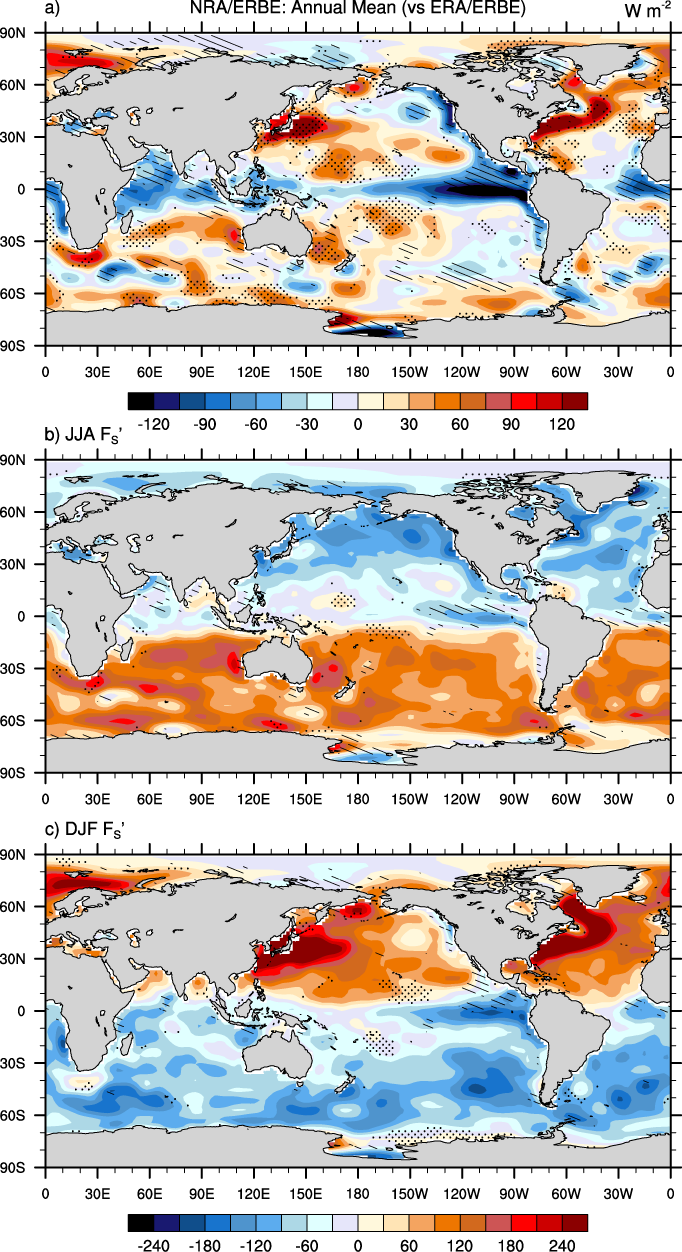 NRA/ERBE: Annual Mean (vs ERA/ERBE)
a)
W m-2
90N
60N
30N
0
30S
60S
90S
0 30E 60E 90E 120E 150E 180 150W 120W 90W 60W 30W 0
-120 -90 -60 -30 0 30 60 90 120
b) JJA FS’
90N
60N
30N
0
30S
60S
90S
0 30E 60E 90E 120E 150E 180 150W 120W 90W 60W 30W 0
c) DJF FS’
90N
60N
30N
0
30S
60S
90S
0 30E 60E 90E 120E 150E 180 150W 120W 90W 60W 30W 0
-240 -180 -120 -60 0 60 120 180 240